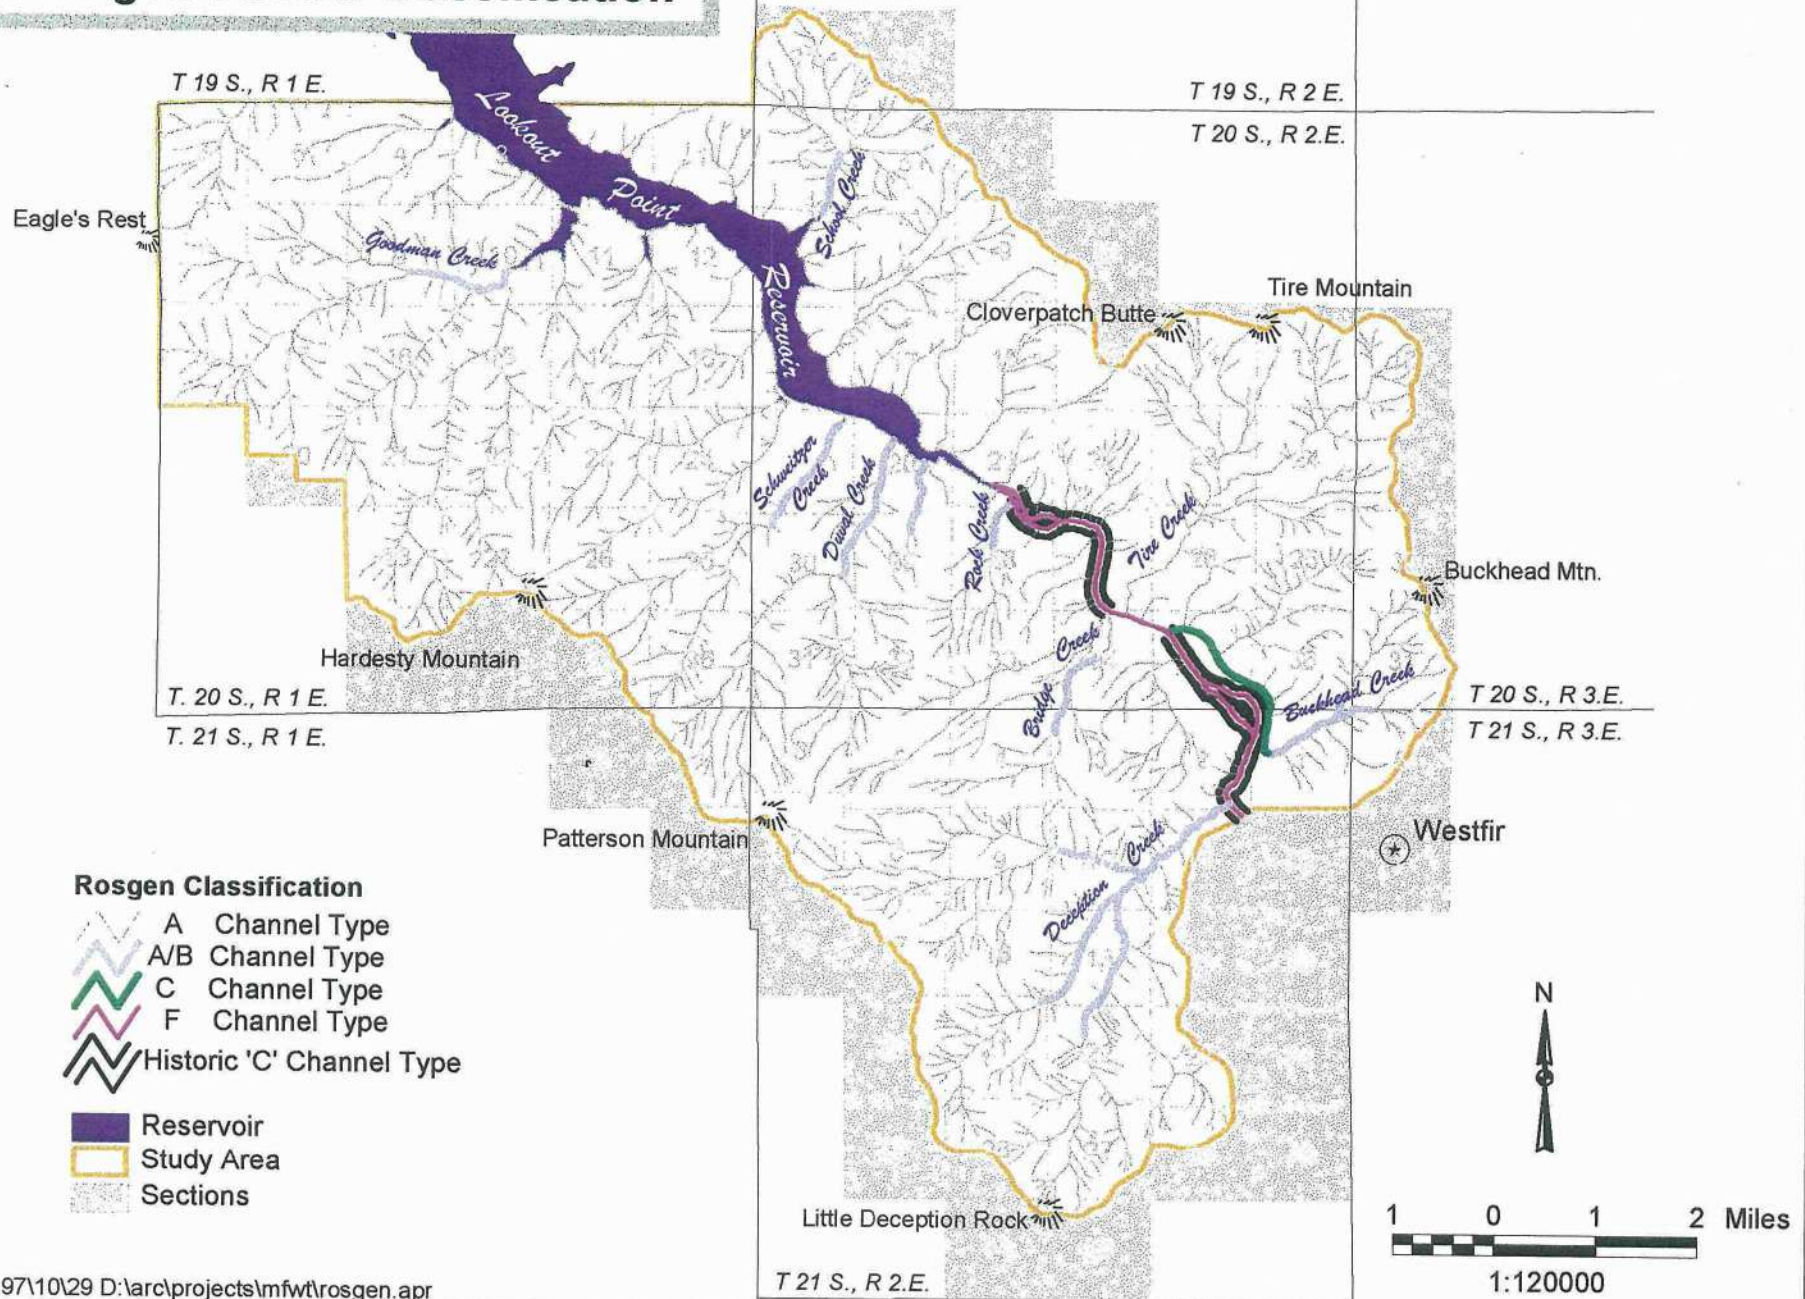 T 19 S., R 1 E.
T 19 S., R 2 E.
T 20 S., R 2.E.
Lookout
Point
Reservoir
School Creek
Eagle's Rest
Goodman Creek
Tire Mountain
Cloverpatch Butte
Schweitzer
Creek
Duval Creek
Rock Creek
Tire Creek
Buckhead Mtn.
Hardesty Mountain
Bridge Creek
Buckhead Creek
T. 20 S., R 1 E.
T. 21 S., R 1 E.
T 20 S., R 3.E.
T 21 S., R 3.E.
Patterson Mountain
Westfir
Deception Creek
Rosgen Classification
A Channel Type
A/B Channel Type
C Channel Type
F Channel Type
Historic 'C' Channel Type
Reservoir
Study Area
Sections
N
Little Deception Rock
1 0 1 2 Miles
1:120000
T 21 S., R 2.E.
97\10\29 D:\arc\projects\mfwt\rosgen.apr